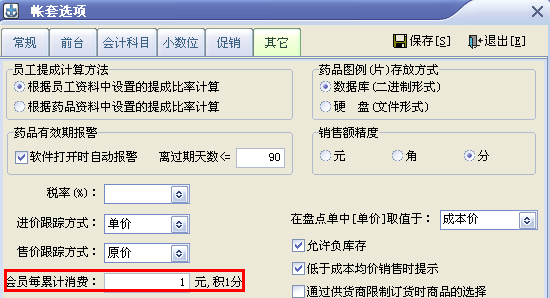 帐套选项
常规 前台 会计科目 小数位 促销 其它 保存[S] 退出[E]
员工提成计算方法
根据员工资料中设置的提成比率计算
根据药品资料中设置的提成比率计算
药品图例(片)存放方式
数据库(二进制形式)
硬 盘(文件形式)
药品有效期报警
软件打开时自动报警 离过期天数<= 90
销售额精度
元 角 分
税率(%):
进价跟踪方式: 单价
售价跟踪方式: 原价
会员每累计消费: 1 元,积1分
在盘点单中[单价]取值于: 成本价
允许负库存
低于成本均价销售时提示
通过供货商限制订货时商品的选择